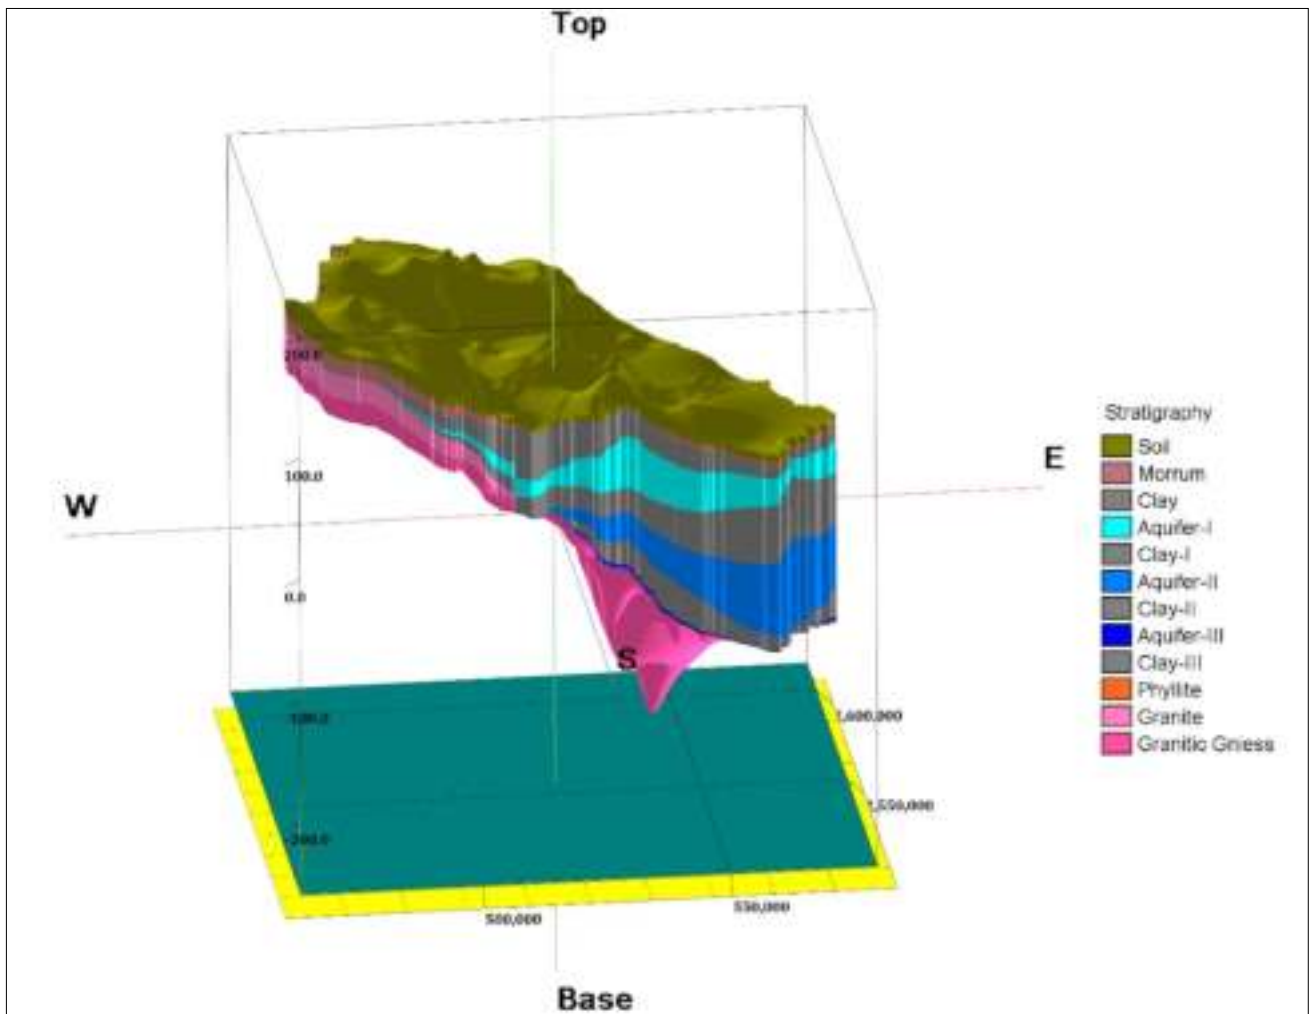 Top
200.0
100.0
W
E
0.0
S
-100.0
-200.0
500,000
550,000
Base
Stratigraphy
Soil
Morrum
Clay
Aquifer-I
Clay-I
Aquifer-II
Clay-II
Aquifer-III
Clay-III
Phyllite
Granite
Granitic Gniess